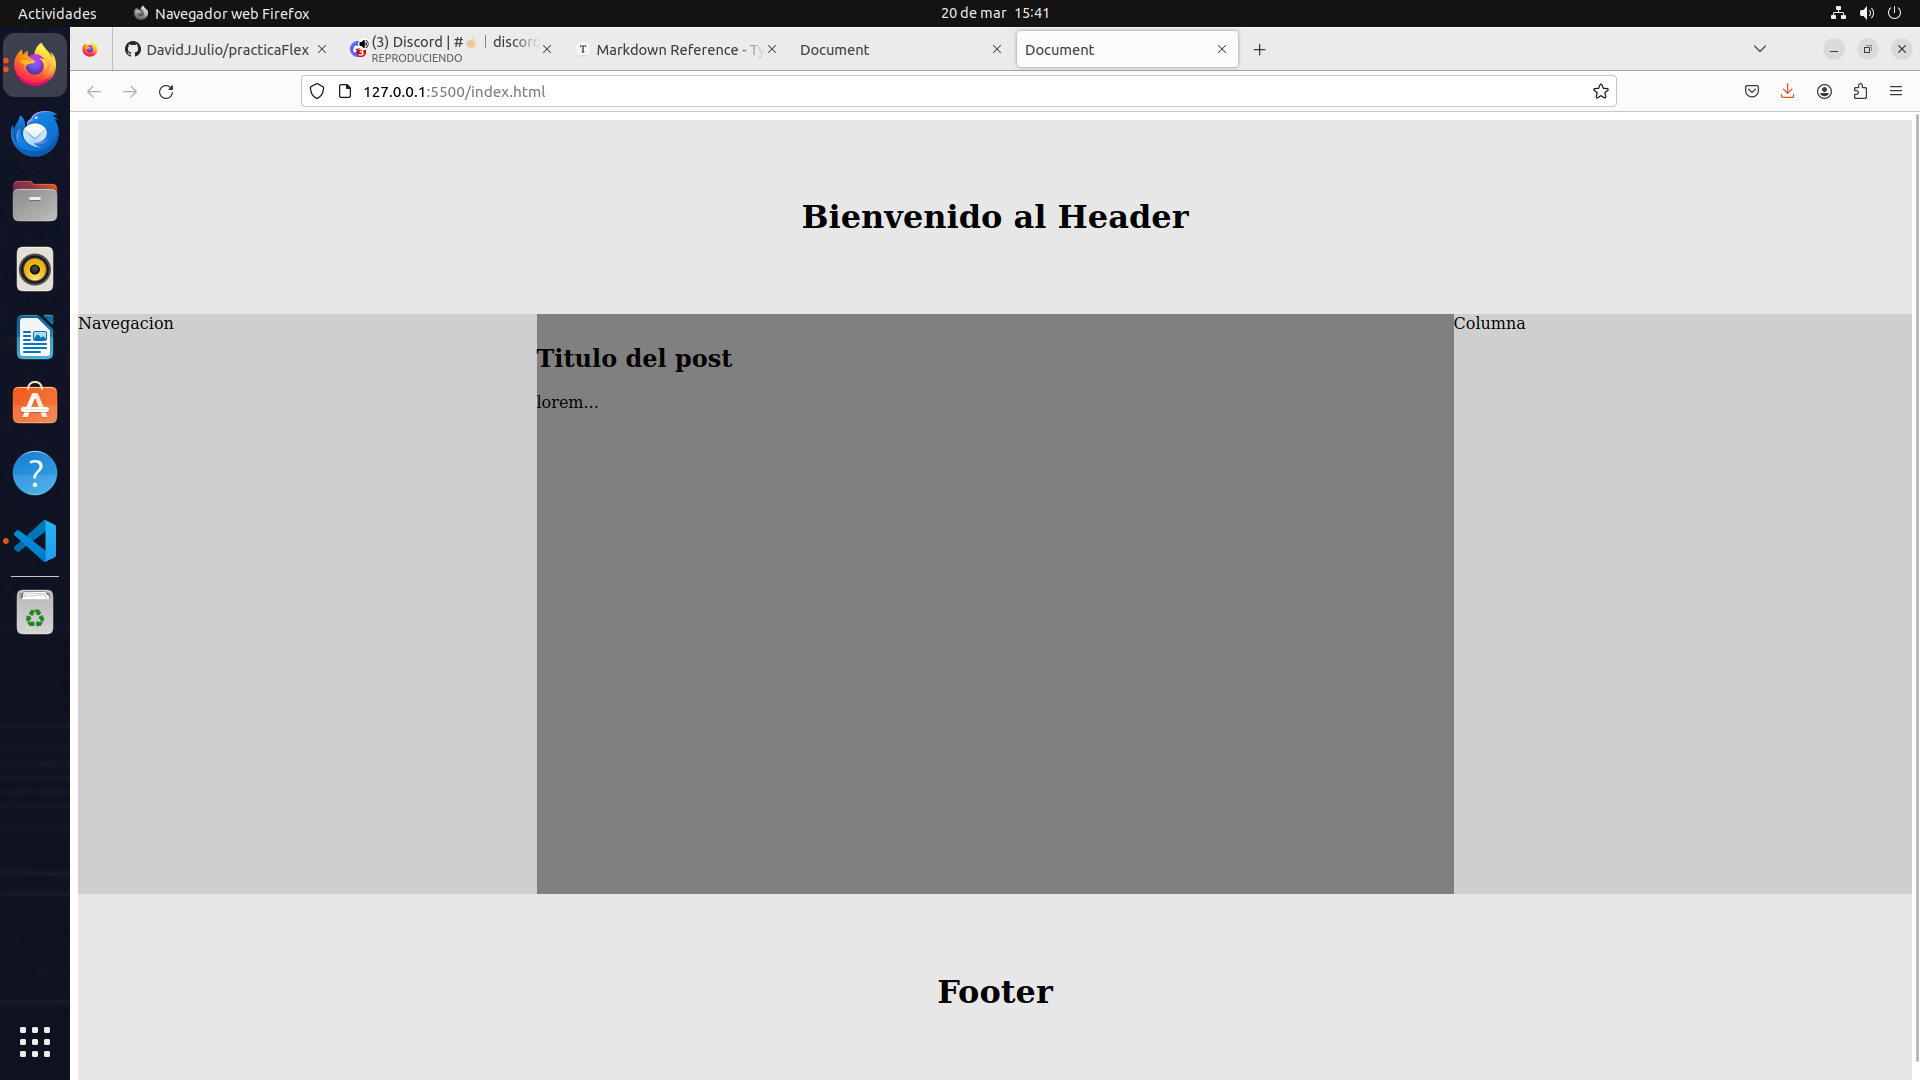 Actividades
Navegador web Firefox
20 de mar 15:41
DavidJJulio/practicaFlex
(3) Discord | #☝🏻 | discord
REPRODUCIENDO
Markdown Reference - Ty
Document
Document
127.0.0.1:5500/index.html
Bienvenido al Header
Navegacion
Titulo del post
lorem...
Columna
Footer